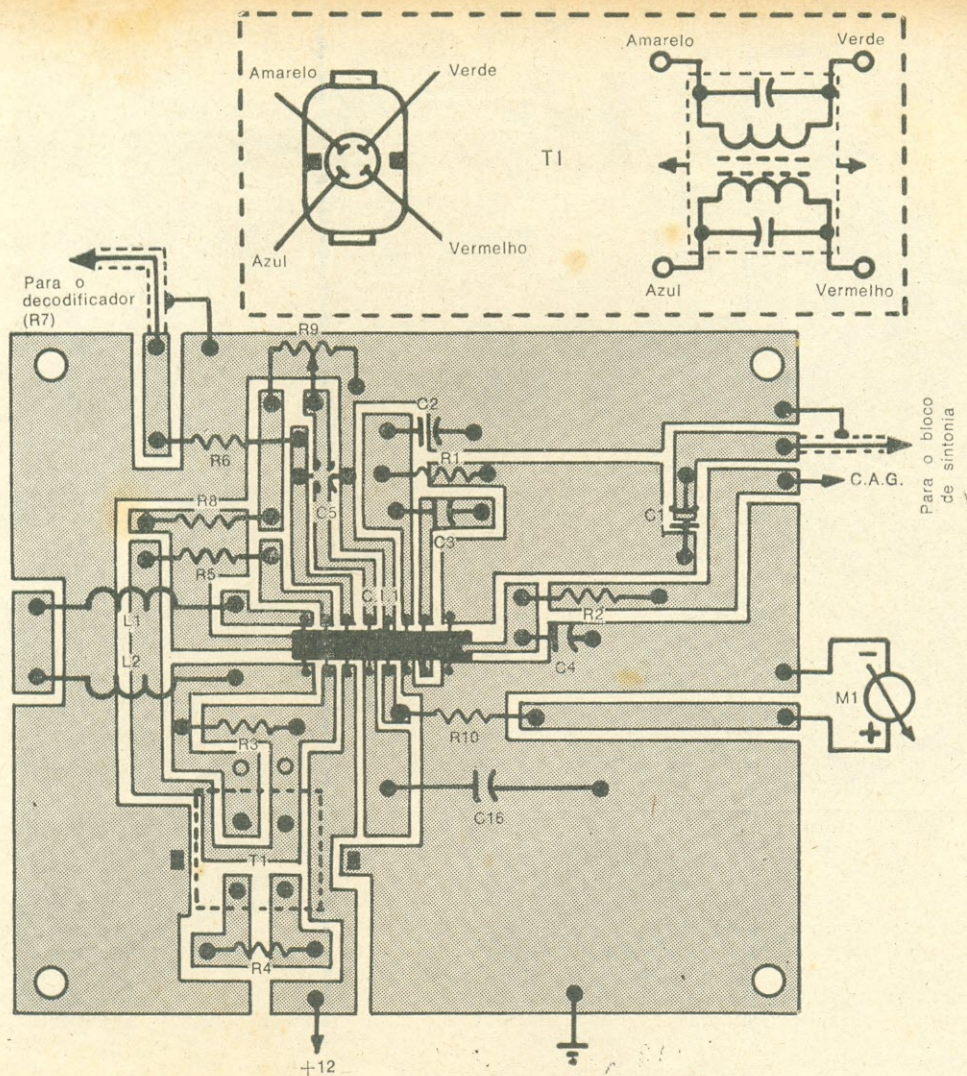 Amarelo
Verde
Amarelo
Verde
T1
Azul
Vermelho
Azul
Vermelho
Para o
decodificador
(R7)
R9
C2
Para o bloco
de sintonia
R6
R1
C.A.G.
C5
R8
C3
C1
R5
C.I.1
L1
R2
L2
C4
–
M1
+
R3
R10
C16
T1
R4
+12